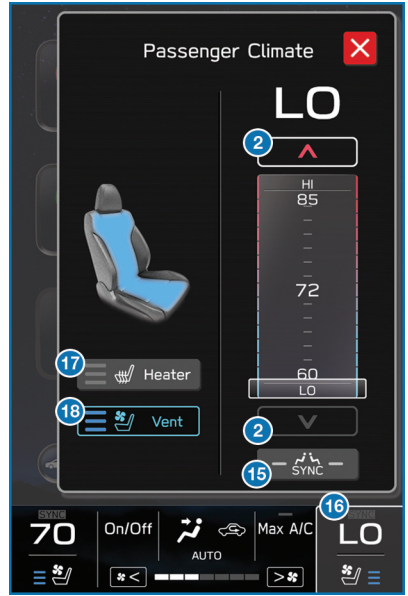 Passenger Climate
LO
2
HI
85
72
60
LO
17
Heater
18
Vent
2
15
SYNC
16
SYNC
SYNC
70
On/Off
Max A/C
LO
AUTO
<
>